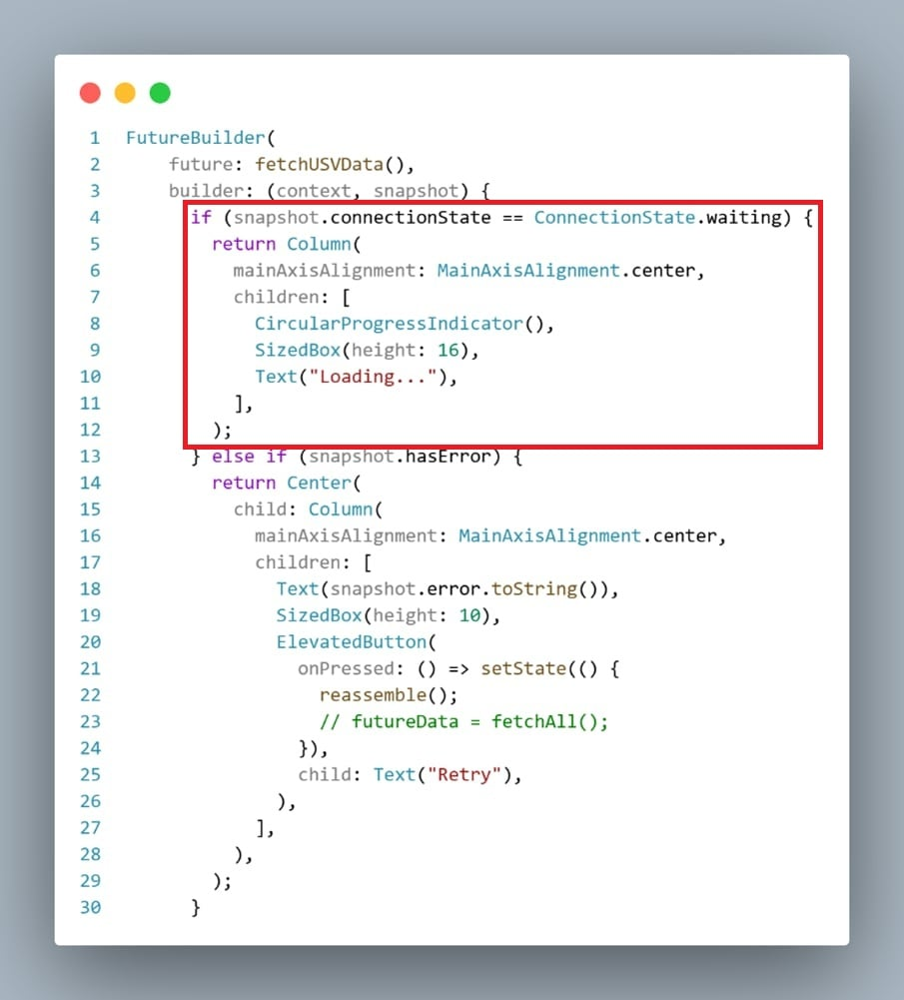 1 FutureBuilder(
2     future: fetchUSVData(),
3     builder: (context, snapshot) {
4       if (snapshot.connectionState == ConnectionState.waiting) {
5         return Column(
6           mainAxisAlignment: MainAxisAlignment.center,
7           children: [
8             CircularProgressIndicator(),
9             SizedBox(height: 16),
10             Text("Loading..."),
11           ],
12         );
13       } else if (snapshot.hasError) {
14         return Center(
15           child: Column(
16             mainAxisAlignment: MainAxisAlignment.center,
17             children: [
18               Text(snapshot.error.toString()),
19               SizedBox(height: 10),
20               ElevatedButton(
21                 onPressed: () => setState(() {
22                   reassemble();
23                   // futureData = fetchAll();
24                 }),
25                 child: Text("Retry"),
26               ),
27             ],
28           ),
29         );
30       }